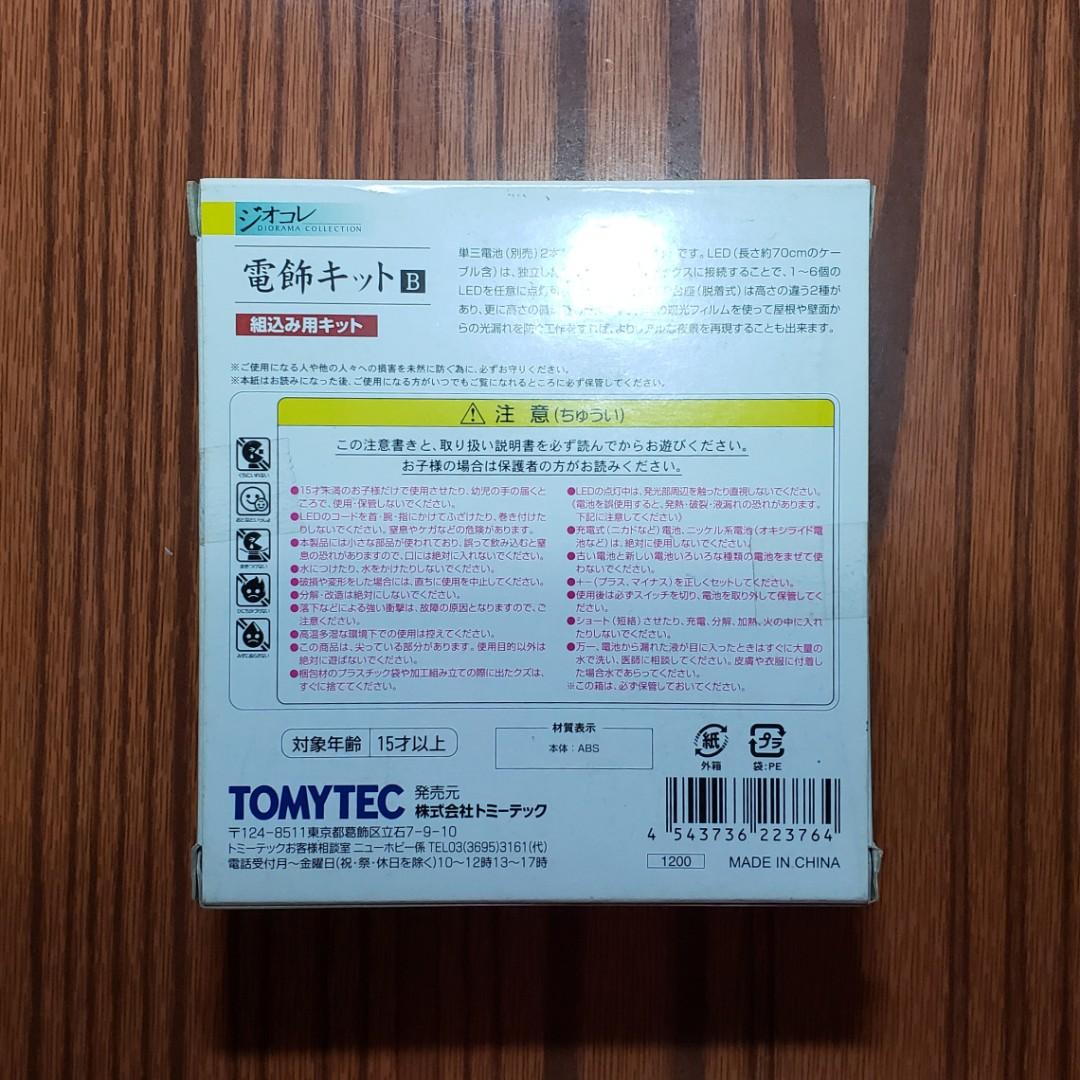 ジオコレ
DIORAMA COLLECTION
電飾キット B
組込み用キット
単三電池(別売)2本 です。LED(長さ約70cmのケー
ブル含)は、独立し クスに接続することで、1〜6個の
LEDを任意に点灯 台座(脱着式)は高さの違う2種が
あり、更に高さの 遮光フィルムを使って屋根や壁面か
らの光漏れを防ぐ工作をすれば、よりリアルな夜景を再現することも出来ます。
※ご使用になる人や他の人々への損害を未然に防ぐ為に、必ずお守りください。
※本紙はお読みになった後、ご使用になる方がいつでもご覧になれるところに必ず保管してください。
⚠ 注 意(ちゅうい)
この注意書きと、取り扱い説明書を必ず読んでからお遊びください。
お子様の場合は保護者の方がお読みください。
●15才未満のお子様だけで使用させたり、幼児の手の届くと
ころで、使用・保管しないでください。
●LEDのコードを首・腕・指にかけてふざけたり、巻き付けた
りしないでください。窒息やケガなどの危険があります。
●本製品には小さな部品が使われており、誤って飲み込むと窒
息の恐れがありますので、口には絶対に入れないでください。
●水につけたり、水をかけたりしないでください。
●破損や変形をした場合には、直ちに使用を中止してください。
●分解・改造は絶対にしないでください。
●落下などによる強い衝撃は、故障の原因となりますので、ご
注意ください。
●高温多湿な環境下での使用は控えてください。
●この商品は、尖っている部分があります。使用目的以外は
絶対に遊ばないでください。
●梱包材のプラスチック袋や加工組み立ての際に出たクズは、
すぐに捨ててください。
●LEDの点灯中は、発光部周辺を触ったり直視しないでください。
(電池を誤使用すると、発熱・破裂・液漏の恐れがあります。
下記に注意してください)
●充電式(ニカドなど)電池、ニッケル系電池(オキシライド電
池など)は、絶対に使用しないでください。
●古い電池と新しい電池いろいろな種類の電池をまぜて使
わないでください。
●+−(プラス、マイナス)を正しくセットしてください。
●使用後は必ずスイッチを切り、電池を取り外して保管してく
ださい。
●ショート(短絡)させたり、充電、分解、加熱、火の中に入れ
たりしないでください。
●万一、電池から漏れた液が目に入ったときはすぐに大量の
水で洗い、医師に相談してください。皮膚や衣服に付着し
た場合水であらってください。
※この箱は、必ず保管しておいてください。
対象年齢 15才以上
材質表示
本体:ABS
紙
外箱
プラ
袋:PE
TOMYTEC 発売元
株式会社トミーテック
〒124-8511東京都葛飾区立石7-9-10
トミーテックお客様相談室 ニューホビー係 TEL03(3695)3161(代)
電話受付月〜金曜日(祝・祭・休日を除く)10〜12時13〜17時
4 543736 223764
1200 MADE IN CHINA